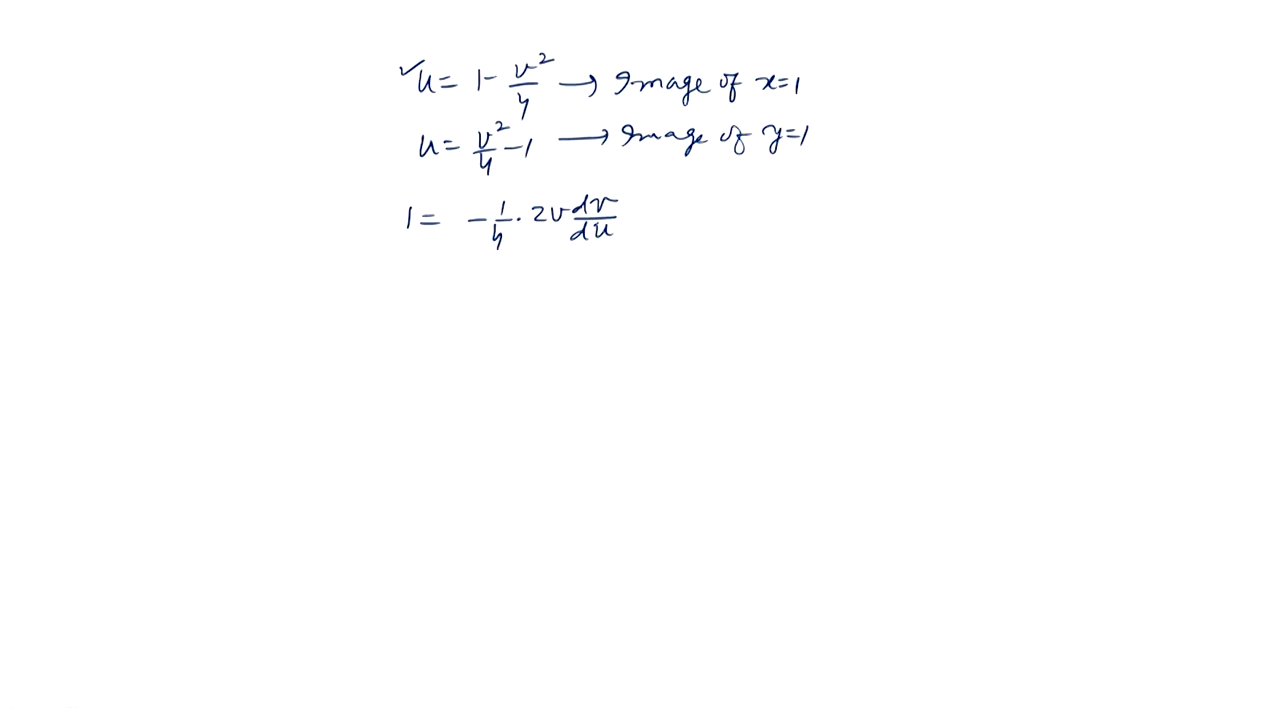 ✓u = 1 - v²/4 → Image of x=1
u = v²/4 - 1 → Image of y=1
1 = -1/4 · 2v dv/du